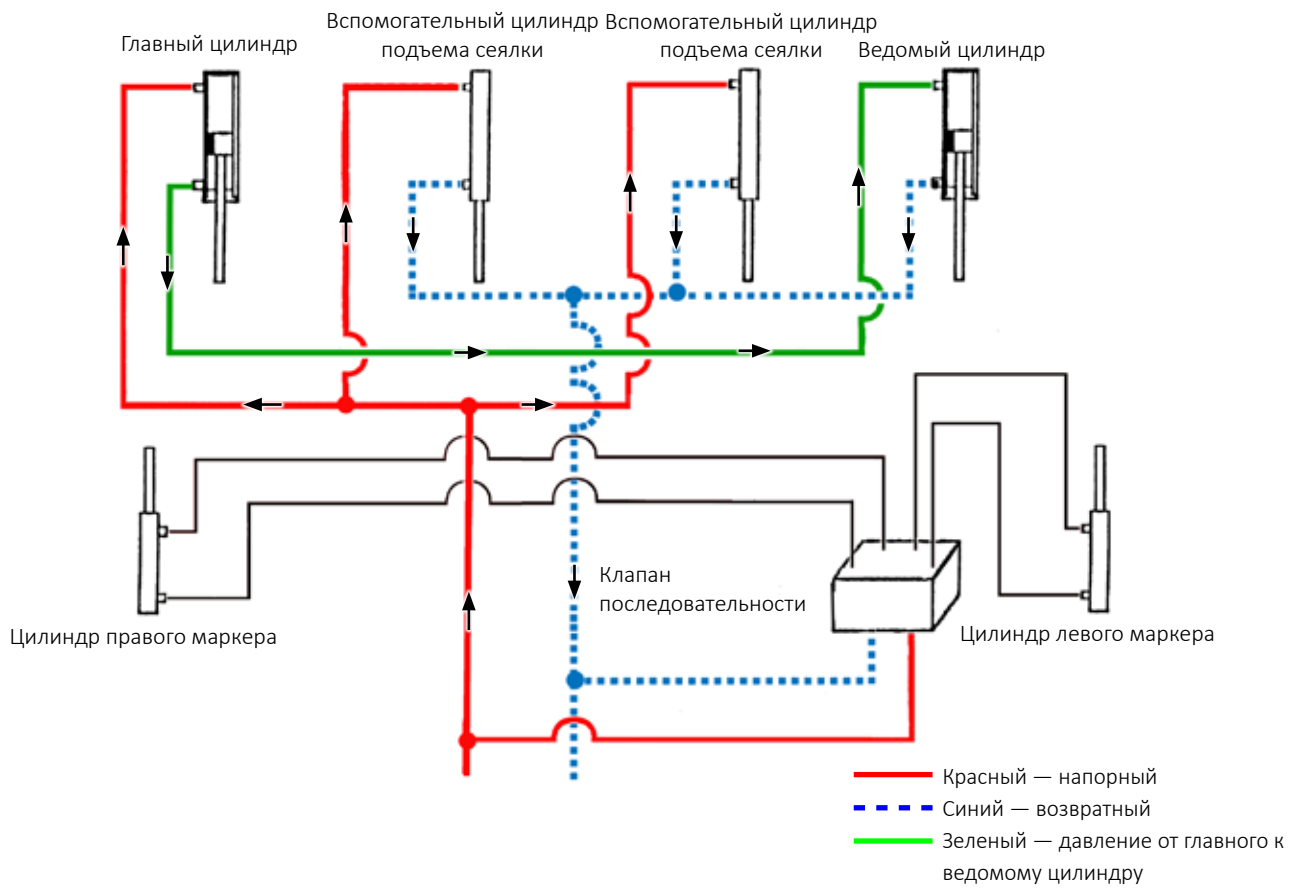 Главный цилиндр
Вспомогательный цилиндр
подъема сеялки
Вспомогательный цилиндр
подъема сеялки
Ведомый цилиндр
Клапан
последовательности
Цилиндр правого маркера
Цилиндр левого маркера
Красный — напорный
Синий — возвратный
Зеленый — давление от главного к
ведомому цилиндру